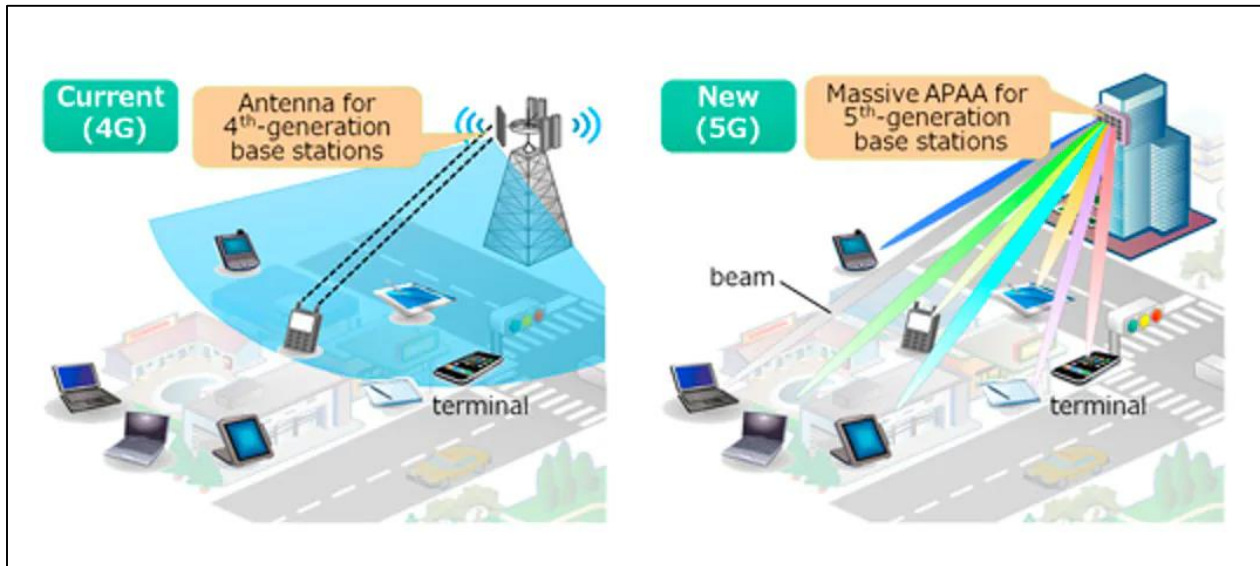 Current
(4G)
Antenna for
4th-generation
base stations
terminal
New
(5G)
Massive APAA for
5th-generation
base stations
beam
terminal